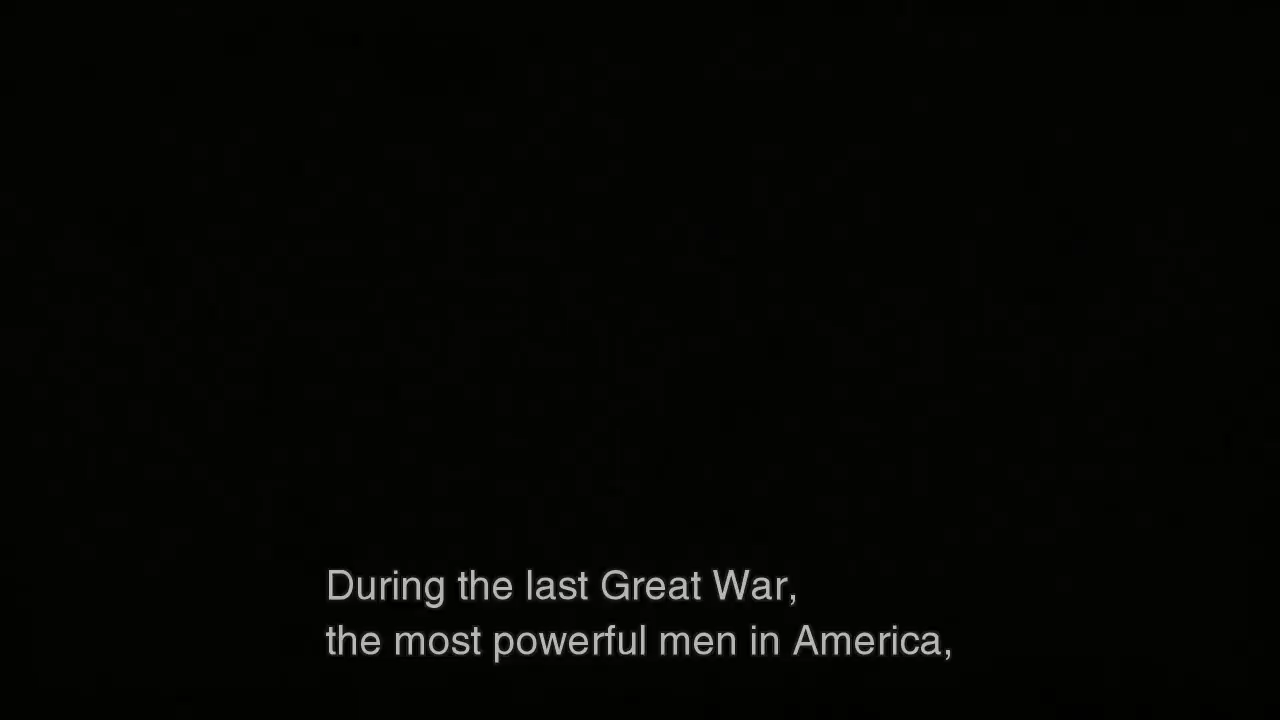 During the last Great War,
the most powerful men in America,